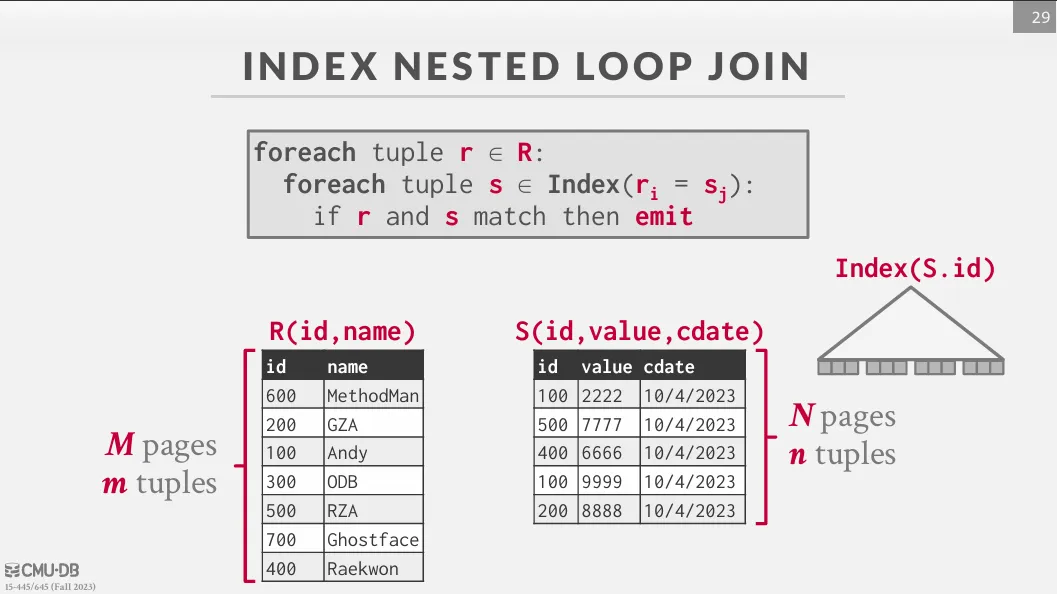 29
INDEX NESTED LOOP JOIN
foreach tuple r ∈ R:
foreach tuple s ∈ Index(ri = sj):
if r and s match then emit
Index(S.id)
R(id,name)
id name
600 MethodMan
200 GZA
100 Andy
300 ODB
500 RZA
700 Ghostface
400 Raekwon
M pages
m tuples
S(id,value,cdate)
id value cdate
100 2222 10/4/2023
500 7777 10/4/2023
400 6666 10/4/2023
100 9999 10/4/2023
200 8888 10/4/2023
N pages
n tuples
CMU·DB
15-445/645 (Fall 2023)